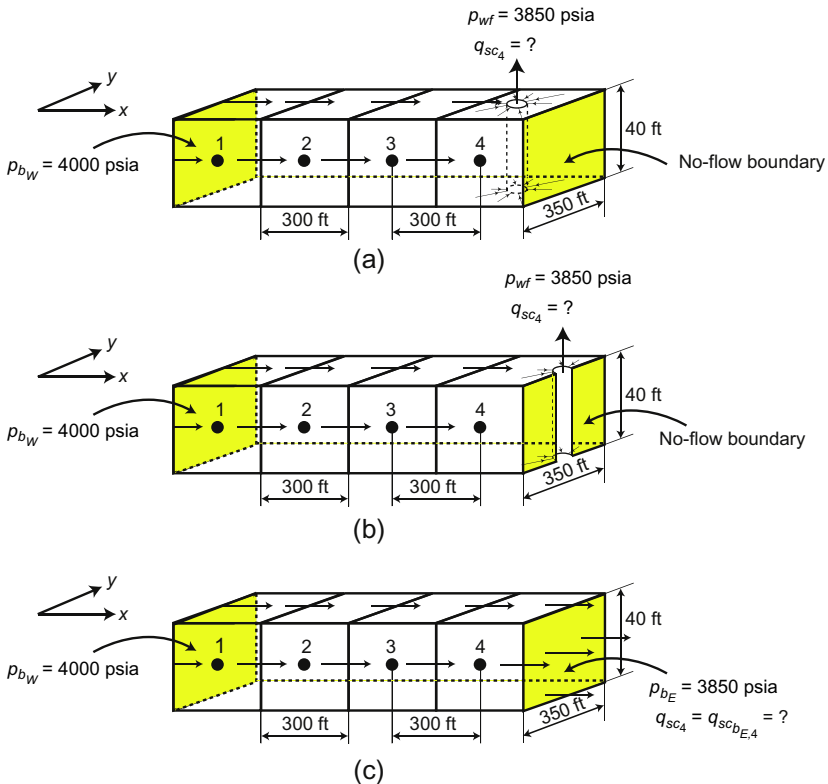 p_wf = 3850 psia
q_sc4 = ?
y
x
p_bW = 4000 psia
1 2 3 4
40 ft
No-flow boundary
300 ft 300 ft 350 ft
(a)
p_wf = 3850 psia
q_sc4 = ?
y
x
p_bW = 4000 psia
1 2 3 4
40 ft
No-flow boundary
300 ft 300 ft 350 ft
(b)
y
x
p_bW = 4000 psia
1 2 3 4
40 ft
p_bE = 3850 psia
q_sc4 = q_scbE,4 = ?
300 ft 300 ft 350 ft
(c)